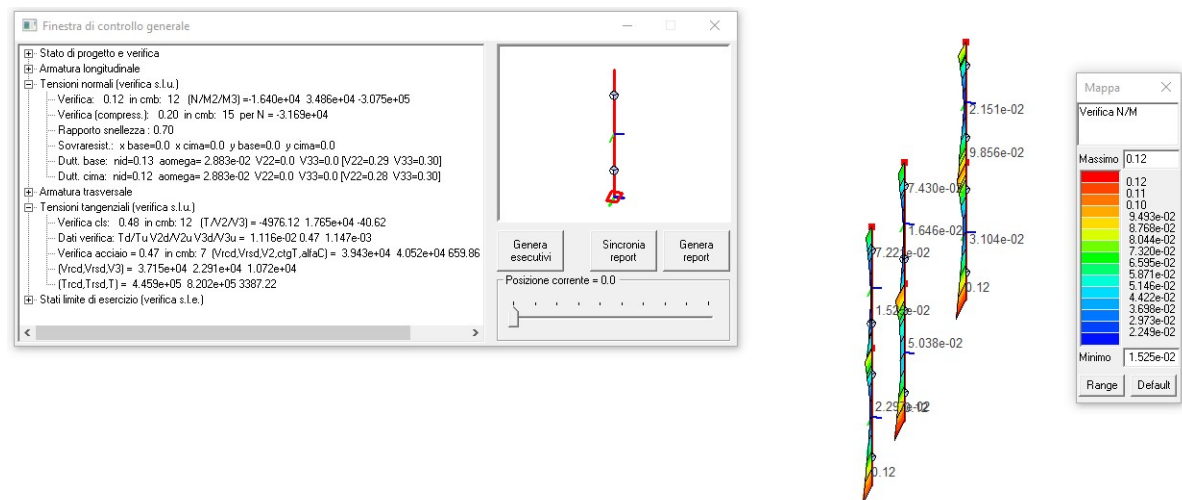 Finestra di controllo generale
Stato di progetto e verifica
Armatura longitudinale
Tensioni normali (verifica s.l.u.)
Verifica: 0.12 in cmb: 12 (N/M2/M3) =-1.640e+04 3.486e+04 -3.075e+05
Verifica (compress.): 0.20 in cmb: 15 per N = -3.169e+04
Rapporto snellezza : 0.70
Sovraresist.: x base=0.0 x cima=0.0 y base=0.0 y cima=0.0
Dutt. base: nid=0.13 aomega= 2.883e-02 V22=0.0 V33=0.0 [V22=0.29 V33=0.30]
Dutt. cima: nid=0.12 aomega= 2.883e-02 V22=0.0 V33=0.0 [V22=0.28 V33=0.30]
Armatura trasversale
Tensioni tangenziali (verifica s.l.u.)
Verifica cls: 0.48 in cmb: 12 (T/V2/V3) = -4976.12 1.765e+04 -40.62
Dati verifica: Td/Tu V2d/V2u V3d/V3u = 1.116e-02 0.47 1.147e-03
Verifica acciaio = 0.47 in cmb: 7 (Vrcd,Vrsd,V2,ctgT,alfaC) = 3.943e+04 4.052e+04 659.86
(Vrcd,Vrsd,V3) = 3.715e+04 2.291e+04 1.072e+04
(Trcd,Trsd,T) = 4.459e+05 8.202e+05 3387.22
Stati limite di esercizio (verifica s.l.e.)
Genera esecutivi
Sincronia report
Genera report
Posizione corrente = 0.0
2.151e-02
9.856e-02
7.430e-0
1.646e-02
3.104e-02
7.22
0.12
1.52
5.038e-02
0.12
Mappa
Verifica N/M
Massimo 0.12
0.12
0.11
0.10
9.493e-02
8.768e-02
8.044e-02
7.320e-02
6.595e-02
5.871e-02
5.146e-02
4.422e-02
3.698e-02
2.973e-02
2.249e-02
Minimo 1.525e-02
Range Default